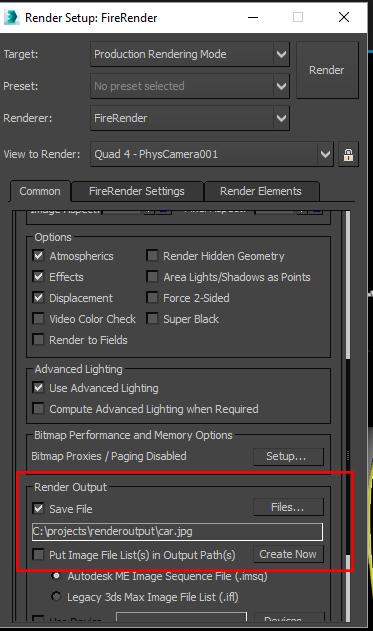 Render Setup: FireRender
Target: Production Rendering Mode
Render
Preset: No preset selected
Renderer: FireRender
View to Render: Quad 4 - PhysCamera001
Common FireRender Settings Render Elements
Options
Atmospherics Render Hidden Geometry
Effects Area Lights/Shadows as Points
Displacement Force 2-Sided
Video Color Check Super Black
Render to Fields
Advanced Lighting
Use Advanced Lighting
Compute Advanced Lighting when Required
Bitmap Performance and Memory Options
Bitmap Proxies / Paging Disabled Setup...
Render Output
Save File Files...
C:\projects\renderoutput\car.jpg
Put Image File List(s) in Output Path(s) Create Now
Autodesk ME Image Sequence File (.imsq)
Legacy 3ds Max Image File List (.ifl)